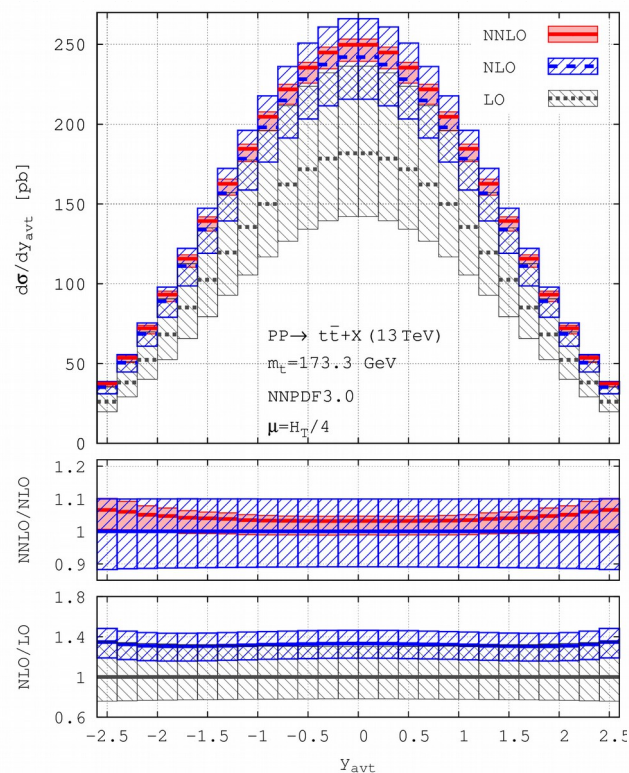 dσ/dy_avt [pb]
250
200
150
100
50
0
NNLO
NLO
LO
PP→ tt̄+X (13 TeV)
m_t=173.3 GeV
NNPDF3.0
μ=H_T/4
NNLO/NLO
1.2
1.1
1
0.9
NLO/LO
1.8
1.4
1
0.6
-2.5 -2 -1.5 -1 -0.5 0 0.5 1 1.5 2 2.5
y_avt